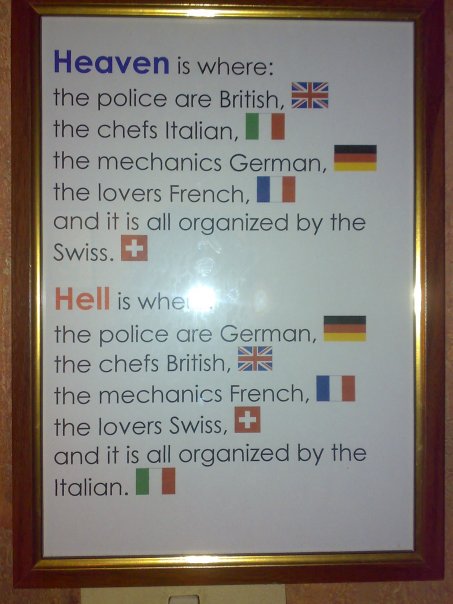 Heaven is where:
the police are British,
the chefs Italian,
the mechanics German,
the lovers French,
and it is all organized by the
Swiss.
Hell is
the police are German,
the chefs British,
the mechanics French,
the lovers Swiss,
and it is all organized by the
Italian.